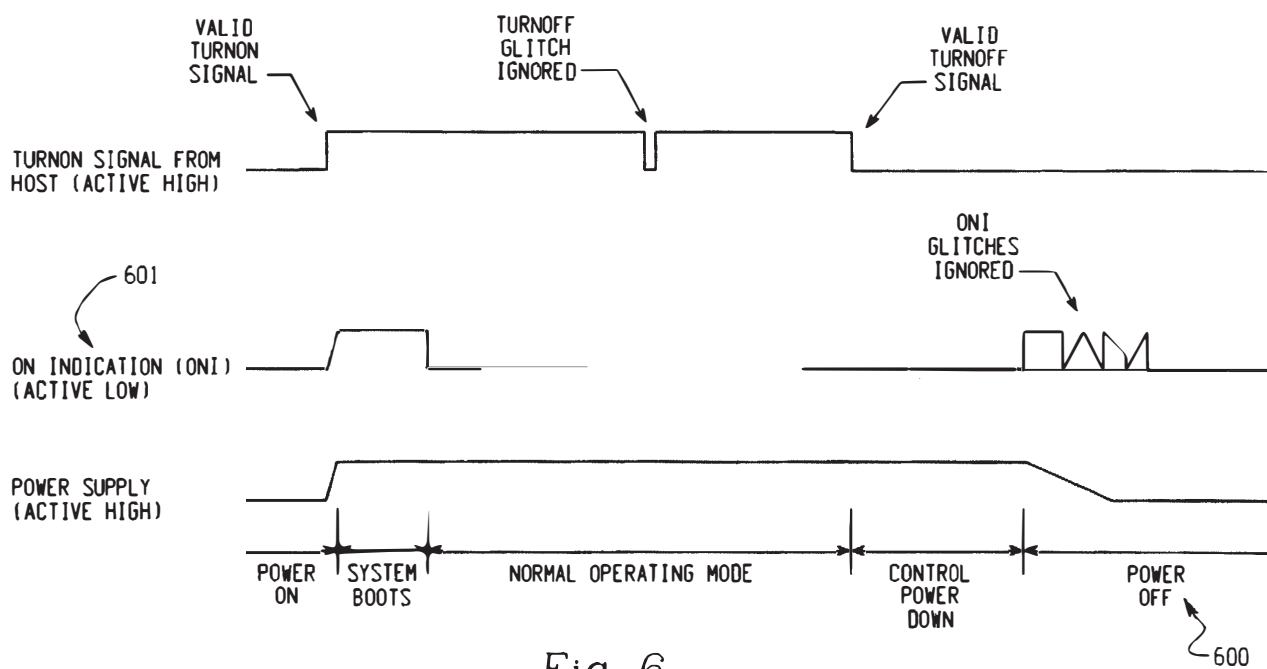 VALID
TURNON
SIGNAL
TURNOFF
GLITCH
IGNORED
VALID
TURNOFF
SIGNAL
TURNON SIGNAL FROM
HOST (ACTIVE HIGH)
ONI
GLITCHES
IGNORED
601
ON INDICATION (ONI)
(ACTIVE LOW)
POWER SUPPLY
(ACTIVE HIGH)
POWER
ON
SYSTEM
BOOTS
NORMAL OPERATING MODE
CONTROL
POWER
DOWN
POWER
OFF
600
Fig. 6